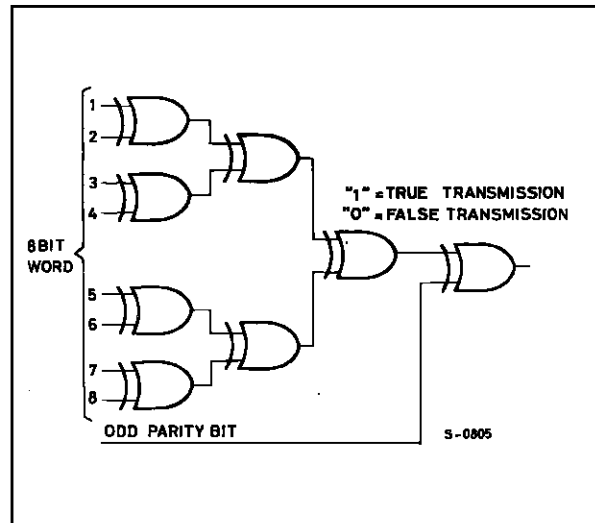 1
2
3
4
"1" = TRUE TRANSMISSION
"0" = FALSE TRANSMISSION
8BIT
WORD
5
6
7
8
ODD PARITY BIT
S-0805